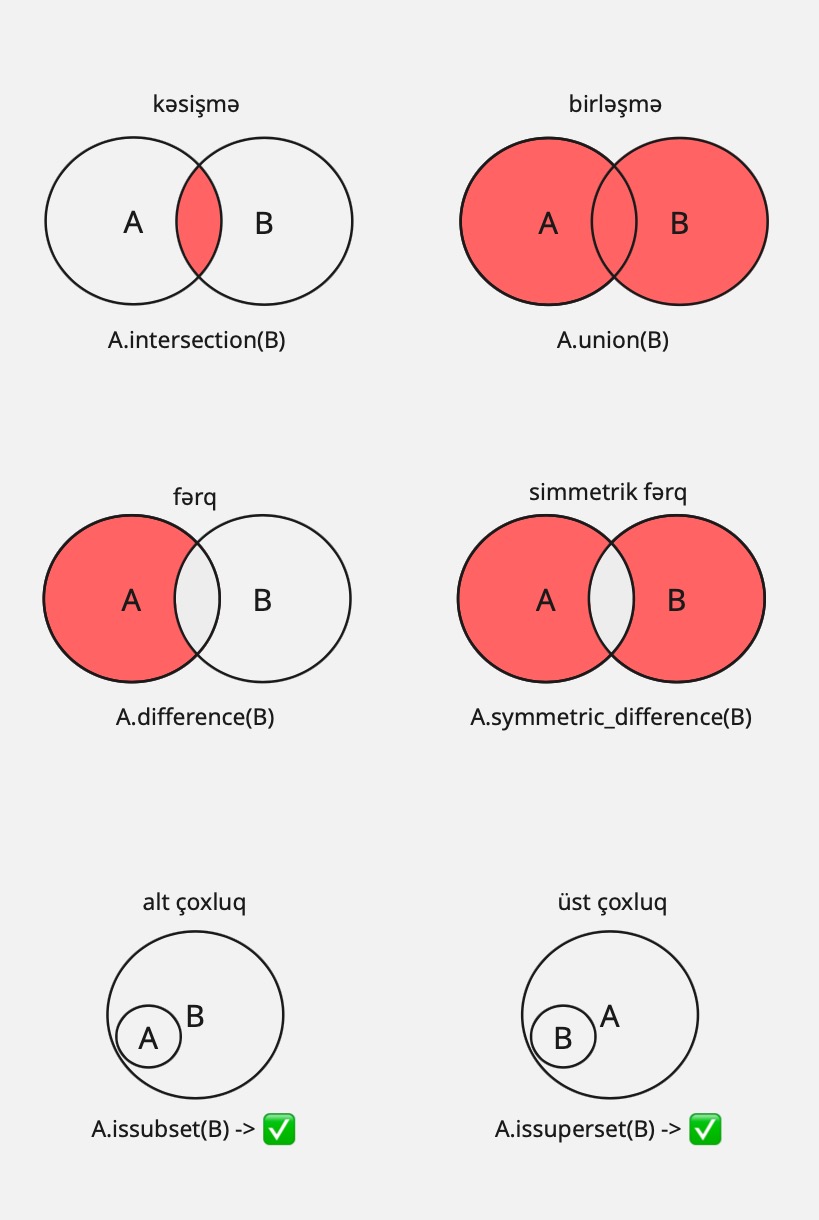 kəsişmə
birləşmə
A
B
A
B
A.intersection(B)
A.union(B)
fərq
simmetrik fərq
A
B
A
B
A.difference(B)
A.symmetric_difference(B)
alt çoxluq
üst çoxluq
B
A
A
B
A.issubset(B) -> ✅
A.issuperset(B) -> ✅